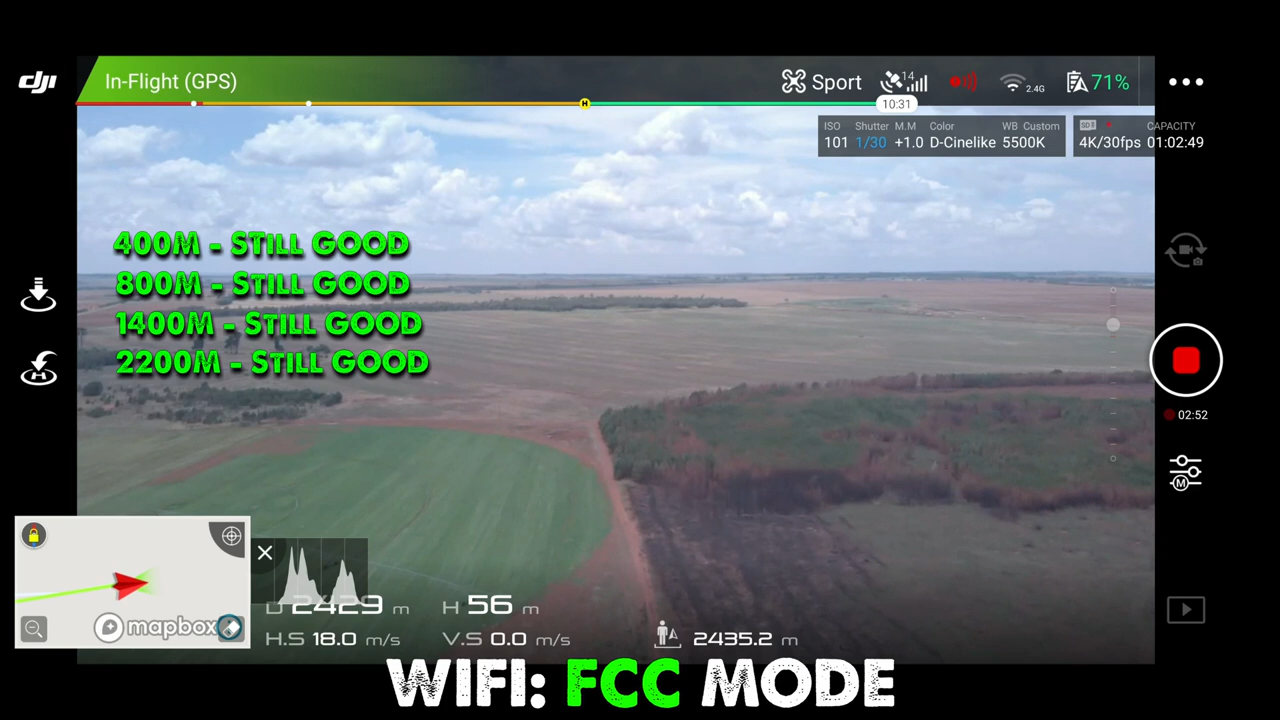 dji
In-Flight (GPS)
Sport
14
2.4G
71%
H
10:31
ISO Shutter M.M Color WB Custom
101 1/30 +1.0 D-Cinelike 5500K
SD CAPACITY
4K/30fps 01:02:49
400M - STILL GOOD
800M - STILL GOOD
1400M - STILL GOOD
2200M - STILL GOOD
H
02:52
M
mapbox
D 2429 m H 56 m
H.S 18.0 m/s V.S 0.0 m/s 2435.2 m
WIFI: FCC MODE